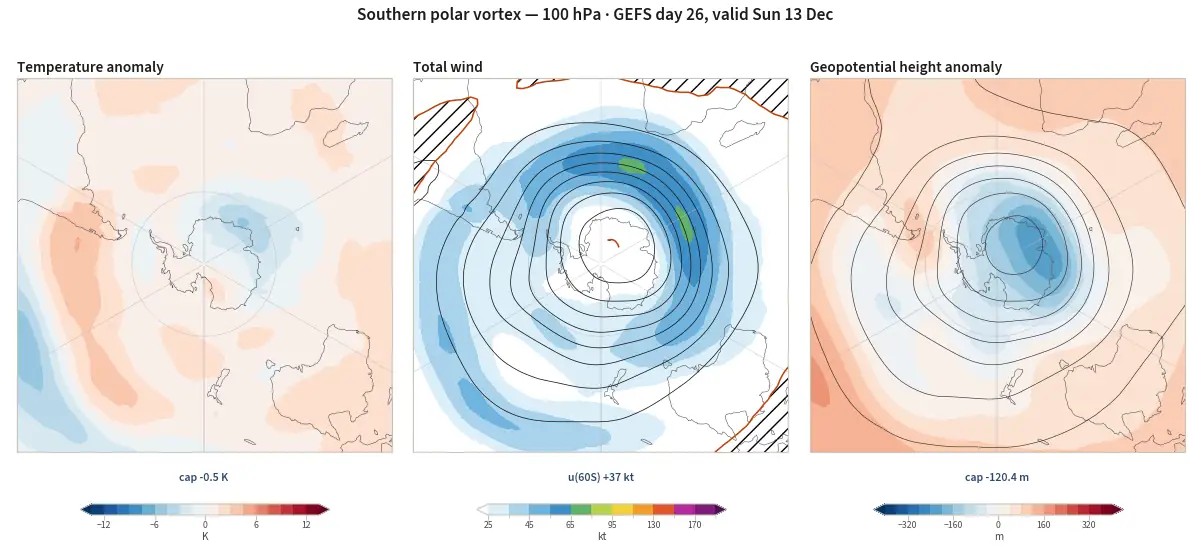 Southern polar vortex — 100 hPa · GEFS day 26, valid Sun 13 Dec
Temperature anomaly
Total wind
Geopotential height anomaly
cap -0.5 K
u(60S) +37 kt
cap -120.4 m
−12 −6 0 6 12
K
25 45 65 95 130 170
kt
−320 −160 0 160 320
m